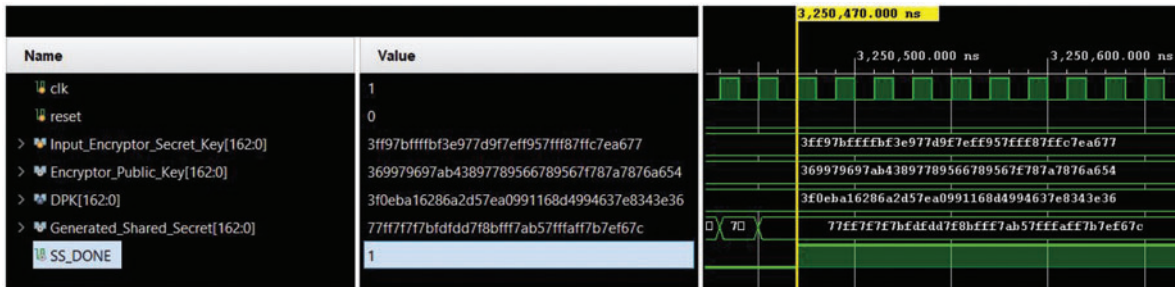 3,250,470.000 ns
Name Value
3,250,500.000 ns 3,250,600.000 ns
clk 1
reset 0
Input_Encryptor_Secret_Key[162:0] 3ff97bffffbf3e977d9f7eff957fff87ffc7ea677 3ff97bffffbf3e977d9f7eff957fff87ffc7ea677
Encryptor_Public_Key[162:0] 369979697ab43897789566789567f787a7876a654 369979697ab43897789566789567f787a7876a654
DPK[162:0] 3f0eba16286a2d57ea0991168d4994637e8343e36 3f0eba16286a2d57ea0991168d4994637e8343e36
Generated_Shared_Secret[162:0] 77ff7f7f7bfdfdd7f8bfff7ab57fffaff7b7ef67c 7 77ff7f7f7bfdfdd7f8bfff7ab57fffaff7b7ef67c
SS_DONE 1